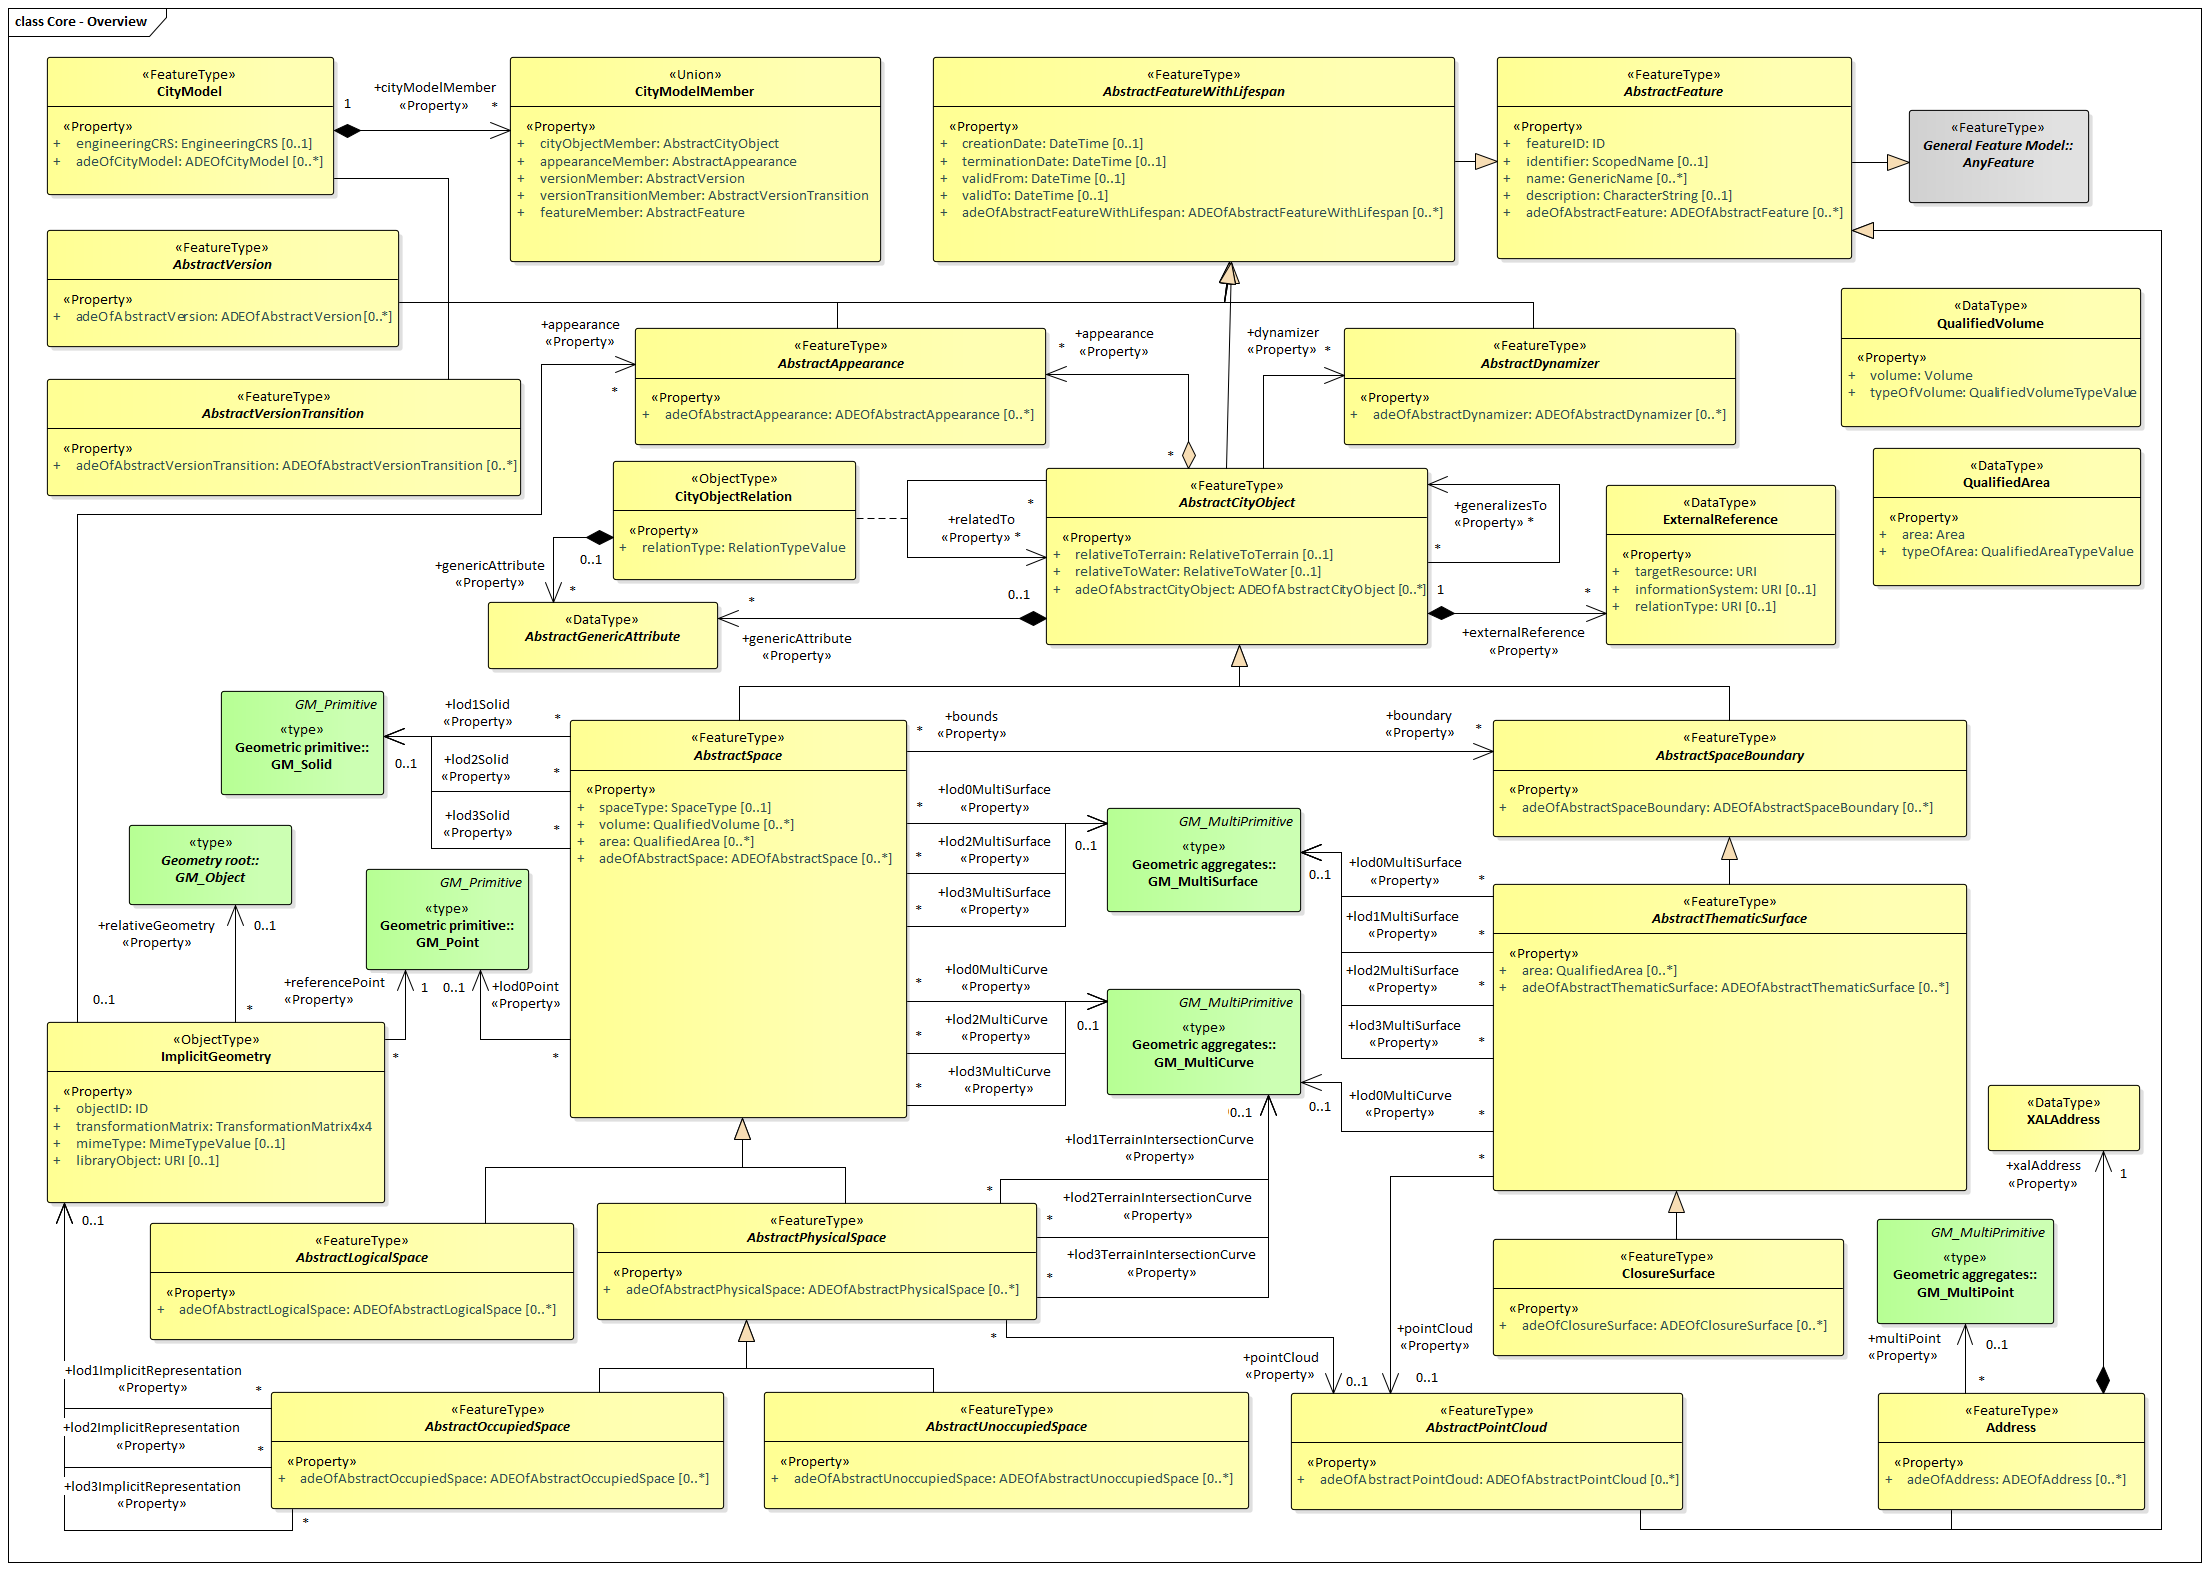 class Core - Overview
«FeatureType»
CityModel
«Property»
+ engineeringCRS: EngineeringCRS [0..1]
+ adeOfCityModel: ADEOfCityModel [0..*]
1
+cityModelMember
«Property»
*
«Union»
CityModelMember
«Property»
+ cityObjectMember: AbstractCityObject
+ appearanceMember: AbstractAppearance
+ versionMember: AbstractVersion
+ versionTransitionMember: AbstractVersionTransition
+ featureMember: AbstractFeature
«FeatureType»
AbstractFeatureWithLifespan
«Property»
+ creationDate: DateTime [0..1]
+ terminationDate: DateTime [0..1]
+ validFrom: DateTime [0..1]
+ validTo: DateTime [0..1]
+ adeOfAbstractFeatureWithLifespan: ADEOfAbstractFeatureWithLifespan [0..*]
«FeatureType»
AbstractFeature
«Property»
+ featureID: ID
+ identifier: ScopedName [0..1]
+ name: GenericName [0..*]
+ description: CharacterString [0..1]
+ adeOfAbstractFeature: ADEOfAbstractFeature [0..*]
«FeatureType»
General Feature Model::
AnyFeature
«FeatureType»
AbstractVersion
«Property»
+ adeOfAbstractVersion: ADEOfAbstractVersion [0..*]
«FeatureType»
AbstractVersionTransition
«Property»
+ adeOfAbstractVersionTransition: ADEOfAbstractVersionTransition [0..*]
+appearance
«Property»
*
«FeatureType»
AbstractAppearance
«Property»
+ adeOfAbstractAppearance: ADEOfAbstractAppearance [0..*]
+appearance
* «Property»
*
+dynamizer
«Property» *
«FeatureType»
AbstractDynamizer
«Property»
+ adeOfAbstractDynamizer: ADEOfAbstractDynamizer [0..*]
«DataType»
QualifiedVolume
«Property»
+ volume: Volume
+ typeOfVolume: QualifiedVolumeTypeValue
«DataType»
QualifiedArea
«Property»
+ area: Area
+ typeOfArea: QualifiedAreaTypeValue
«ObjectType»
CityObjectRelation
«Property»
+ relationType: RelationTypeValue
0..1
+genericAttribute
«Property»
*
*
+relatedTo
«Property» *
«FeatureType»
AbstractCityObject
«Property»
+ relativeToTerrain: RelativeToTerrain [0..1]
+ relativeToWater: RelativeToWater [0..1]
+ adeOfAbstractCityObject: ADEOfAbstractCityObject [0..*]
+generalizesTo
«Property» *
*
1
*
+externalReference
«Property»
«DataType»
ExternalReference
«Property»
+ targetResource: URI
+ informationSystem: URI [0..1]
+ relationType: URI [0..1]
«DataType»
AbstractGenericAttribute
*
0..1
+genericAttribute
«Property»
GM_Primitive
«type»
Geometric primitive::
GM_Solid
+lod1Solid
«Property»
*
0..1
+lod2Solid
«Property»
*
+lod3Solid
«Property»
*
«FeatureType»
AbstractSpace
«Property»
+ spaceType: SpaceType [0..1]
+ volume: QualifiedVolume [0..*]
+ area: QualifiedArea [0..*]
+ adeOfAbstractSpace: ADEOfAbstractSpace [0..*]
+bounds
* «Property»
+boundary
«Property»
*
«FeatureType»
AbstractSpaceBoundary
«Property»
+ adeOfAbstractSpaceBoundary: ADEOfAbstractSpaceBoundary [0..*]
+lod0MultiSurface
* «Property»
0..1
+lod2MultiSurface
* «Property»
+lod3MultiSurface
* «Property»
GM_MultiPrimitive
«type»
Geometric aggregates::
GM_MultiSurface
0..1
+lod0MultiSurface
«Property»
*
+lod1MultiSurface
«Property»
*
+lod2MultiSurface
«Property»
*
+lod3MultiSurface
«Property»
*
«FeatureType»
AbstractThematicSurface
«Property»
+ area: QualifiedArea [0..*]
+ adeOfAbstractThematicSurface: ADEOfAbstractThematicSurface [0..*]
«type»
Geometry root::
GM_Object
+relativeGeometry
«Property»
0..1
*
GM_Primitive
«type»
Geometric primitive::
GM_Point
+referencePoint
«Property»
1
*
0..1
+lod0Point
«Property»
*
0..1
«ObjectType»
ImplicitGeometry
«Property»
+ objectID: ID
+ transformationMatrix: TransformationMatrix4x4
+ mimeType: MimeTypeValue [0..1]
+ libraryObject: URI [0..1]
0..1
+lod0MultiCurve
* «Property»
0..1
+lod2MultiCurve
* «Property»
+lod3MultiCurve
* «Property»
GM_MultiPrimitive
«type»
Geometric aggregates::
GM_MultiCurve
0..1
0..1
+lod0MultiCurve
«Property»
*
*
+lod1TerrainIntersectionCurve
«Property»
*
+lod2TerrainIntersectionCurve
«Property»
*
+lod3TerrainIntersectionCurve
«Property»
*
«DataType»
XALAddress
+xalAddress
«Property»
1
«FeatureType»
AbstractLogicalSpace
«Property»
+ adeOfAbstractLogicalSpace: ADEOfAbstractLogicalSpace [0..*]
«FeatureType»
AbstractPhysicalSpace
«Property»
+ adeOfAbstractPhysicalSpace: ADEOfAbstractPhysicalSpace [0..*]
*
+pointCloud
«Property»
0..1
+pointCloud
«Property»
0..1
«FeatureType»
ClosureSurface
«Property»
+ adeOfClosureSurface: ADEOfClosureSurface [0..*]
GM_MultiPrimitive
«type»
Geometric aggregates::
GM_MultiPoint
+multiPoint
«Property»
0..1
*
+lod1ImplicitRepresentation
«Property»
*
+lod2ImplicitRepresentation
«Property»
*
+lod3ImplicitRepresentation
«Property»
*
«FeatureType»
AbstractOccupiedSpace
«Property»
+ adeOfAbstractOccupiedSpace: ADEOfAbstractOccupiedSpace [0..*]
«FeatureType»
AbstractUnoccupiedSpace
«Property»
+ adeOfAbstractUnoccupiedSpace: ADEOfAbstractUnoccupiedSpace [0..*]
«FeatureType»
AbstractPointCloud
«Property»
+ adeOfAbstractPointCloud: ADEOfAbstractPointCloud [0..*]
«FeatureType»
Address
«Property»
+ adeOfAddress: ADEOfAddress [0..*]